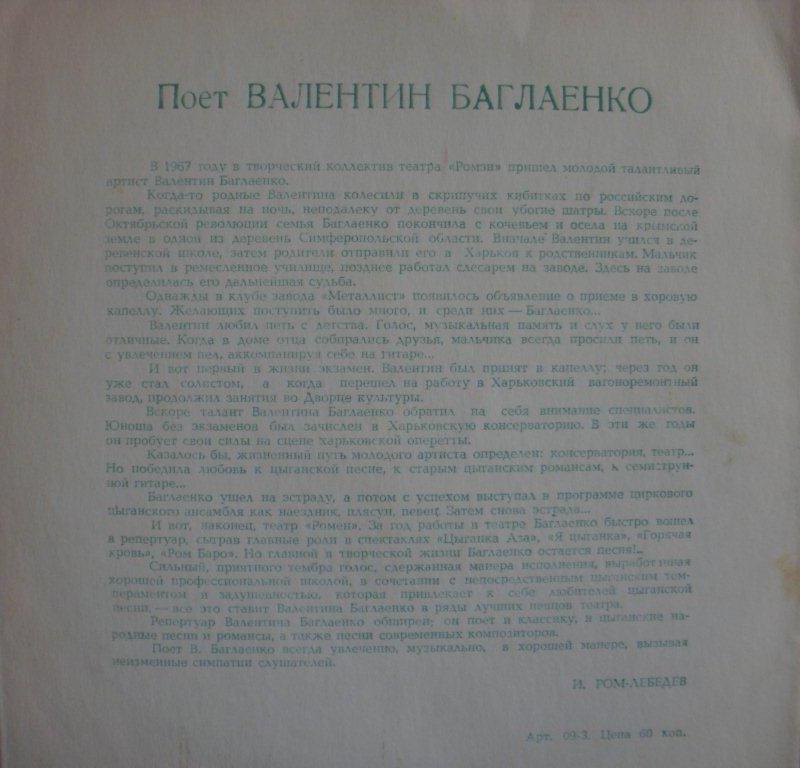 Поет ВАЛЕНТИН БАГЛАЕНКО
В 1967 году в творческий коллектив театра «Ромэн» пришел молодой талантливый
артист Валентин Баглаенко.
Когда-то родные Валентина колесили в скрипучих кибитках по российским до-
рогам, раскидывая на ночь, неподалеку от деревень свои убогие шатры. Вскоре после
Октябрьской революции семья Баглаенко покончила с кочевьем и осела на крымской
земле в одной из деревень Симферопольской области. Вначале Валентин учился в де-
ревенской школе, затем родители отправили его в Харьков к родственникам. Мальчик
поступил в ремесленное училище, позднее работал слесарем на заводе. Здесь на заводе
определилась его дальнейшая судьба.
Однажды в клубе завода «Металлист» появилось объявление о приеме в хоровую
капеллу. Желающих поступить было много, и среди них — Баглаенко...
Валентин любил петь с детства. Голос, музыкальная память и слух у него были
отличные. Когда в доме отца собирались друзья, мальчика всегда просили петь, и он
с увлечением пел, аккомпанируя себе на гитаре...
И вот первый в жизни экзамен. Валентин был принят в капеллу; через год он
уже стал солистом, а когда перешел на работу в Харьковский вагоноремонтный
завод, продолжил занятия во Дворце культуры.
Вскоре талант Валентина Баглаенко обратил на себя внимание специалистов.
Юноша без экзаменов был зачислен в Харьковскую консерваторию. В эти же годы
он пробует свои силы на сцене харьковской оперетты.
Казалось бы, жизненный путь молодого артиста определен: консерватория, театр...
Но победила любовь к цыганской песне, к старым цыганским романсам, к семиструн-
ной гитаре...
Баглаенко ушел на эстраду, а потом с успехом выступал в программе циркового
цыганского ансамбля как наездник, плясун, певец. Затем снова эстрада...
И вот, наконец, театр «Ромен». За год работы в театре Баглаенко быстро вошел
в репертуар, сыграв главные роли в спектаклях «Цыганка Аза», «Я цыганка», «Горячая
кровь», «Ром Баро». Но главной в творческой жизни Баглаенко остается песня!..
Сильный, приятного тембра голос, сдержанная манера исполнения, выработанная
хорошей профессиональной школой, в сочетании с непосредственным цыганским тем-
пераментом и задушевностью, которая привлекает к себе любителей цыганской
песни, — все это ставит Валентина Баглаенко в ряды лучших певцов театра.
Репертуар Валентина Баглаенко обширен; он поет и классику, и цыганские на-
родные песни и романсы, а также песни современных композиторов.
Поет В. Баглаенко всегда увлеченно, музыкально, в хорошей манере, вызывая
неизменные симпатии слушателей.
И. РОМ-ЛЕБЕДЕВ
Арт. 09-3. Цена 60 коп.